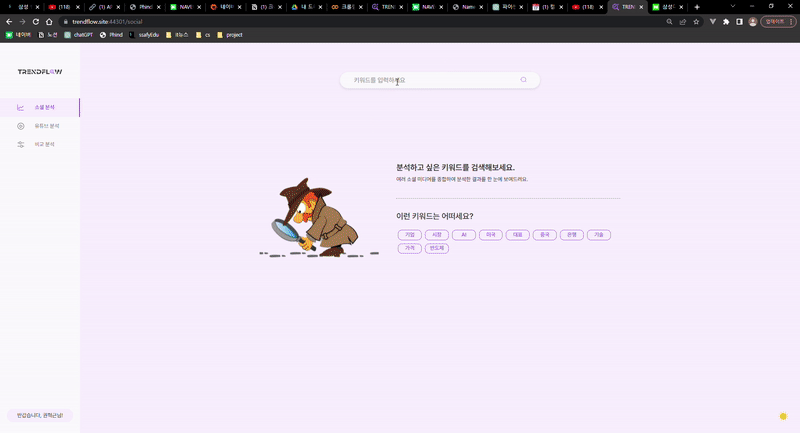 삼성
(118)
(1) AI
Phind
NAVE
네이버
(1) 크
내 드
크롬
TREN
NAVE
Name
파이썬
(1) 킷
(118)
TREN
삼성
trendflow.site:44301/social
업데이트
네이버
노션
chatGPT
Phind
ssafyEdu
cs
project
TRENDFLOW
키워드를 입력하세요
소셜 분석
유튜브 분석
비교 분석
분석하고 싶은 키워드를 검색해보세요.
여러 소셜 미디어를 종합하여 분석한 결과를 한 눈에 보여드려요.
이런 키워드는 어떠세요?
기업 시장 AI 미국 대표 중국 은행 기술
가격 반도체
반갑습니다,